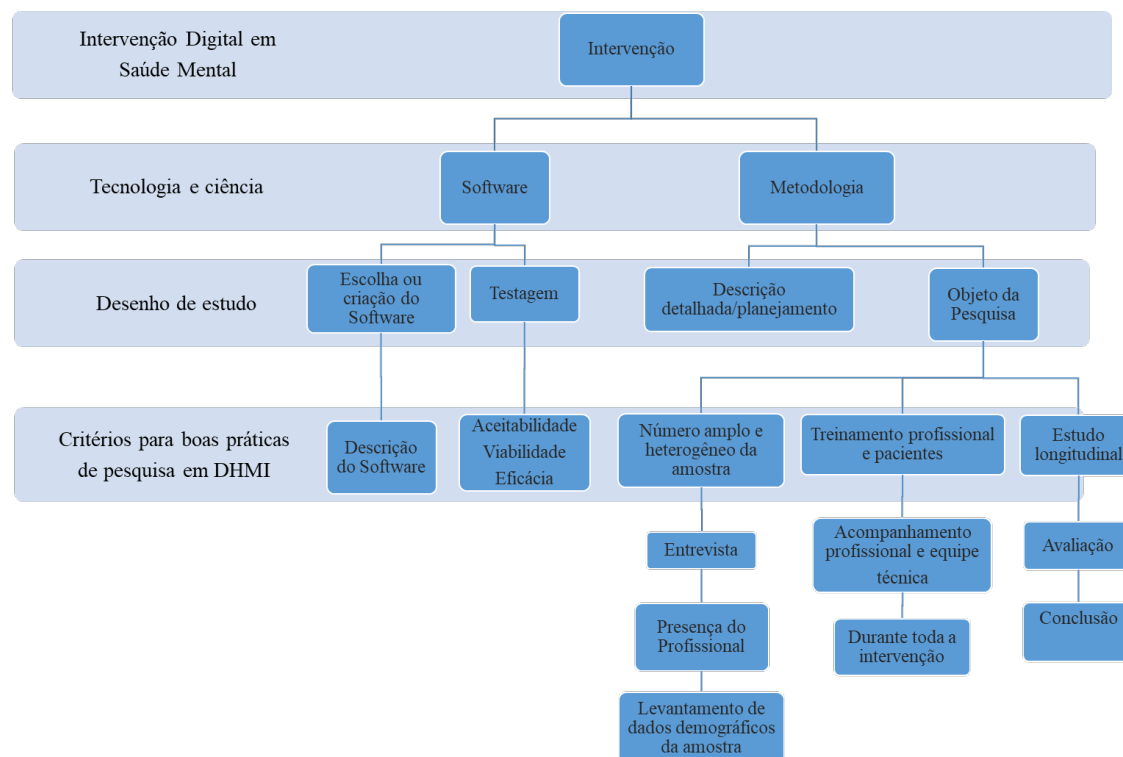 Intervenção Digital em
Saúde Mental
Intervenção
Tecnologia e ciência
Software
Metodologia
Desenho de estudo
Escolha ou
criação do
Software
Testagem
Descrição
detalhada/planejamento
Objeto da
Pesquisa
Critérios para boas práticas
de pesquisa em DHMI
Descrição
do Software
Aceitabilidade
Viabilidade
Eficácia
Número amplo e
heterogêneo da
amostra
Treinamento profissional
e pacientes
Estudo
longitudinal
Entrevista
Acompanhamento
profissional e equipe
técnica
Avaliação
Presença do
Profissional
Durante toda a
intervenção
Conclusão
Levantamento de
dados demográficos
da amostra